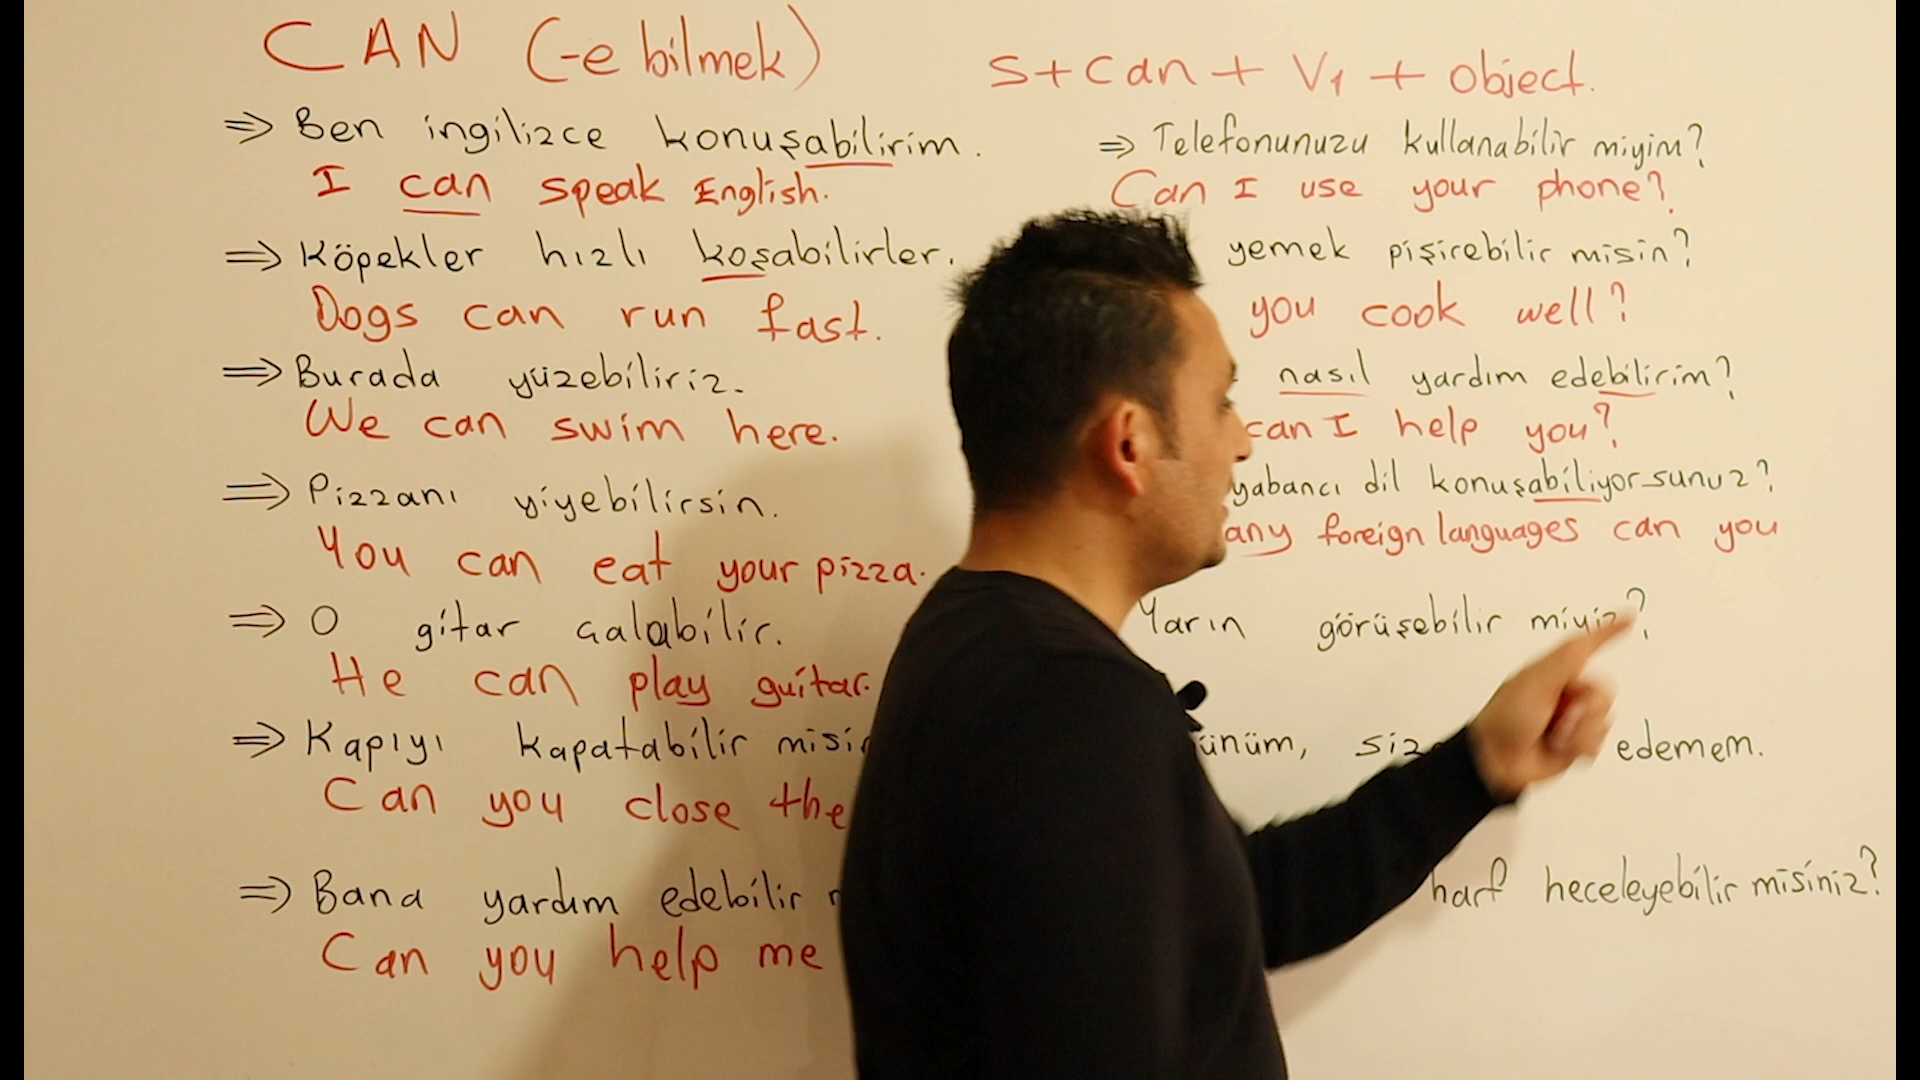 CAN (-e bilmek)
⇒ Ben ingilizce konuşabilirim.
I can speak English.
⇒ Köpekler hızlı koşabilirler.
Dogs can run fast.
⇒ Burada yüzebiliriz.
We can swim here.
⇒ Pizzanı yiyebilirsin.
You can eat your pizza.
⇒ O gitar çalabilir.
He can play guitar.
⇒ Kapıyı kapatabilir
Can you close the
⇒ Bana yardım edebilir
Can you help me
S + can + V1 + object.
⇒ Telefonunuzu kullanabilir miyim?
Can I use your phone?
yemek pişirebilir misin?
you cook well?
nasıl yardım edebilirim?
can I help you?
yabancı dil konuşabiliyorsunuz?
any foreign languages can you
Yarın görüşebilir miyiz?
edemem.
harf heceleyebilir misiniz?